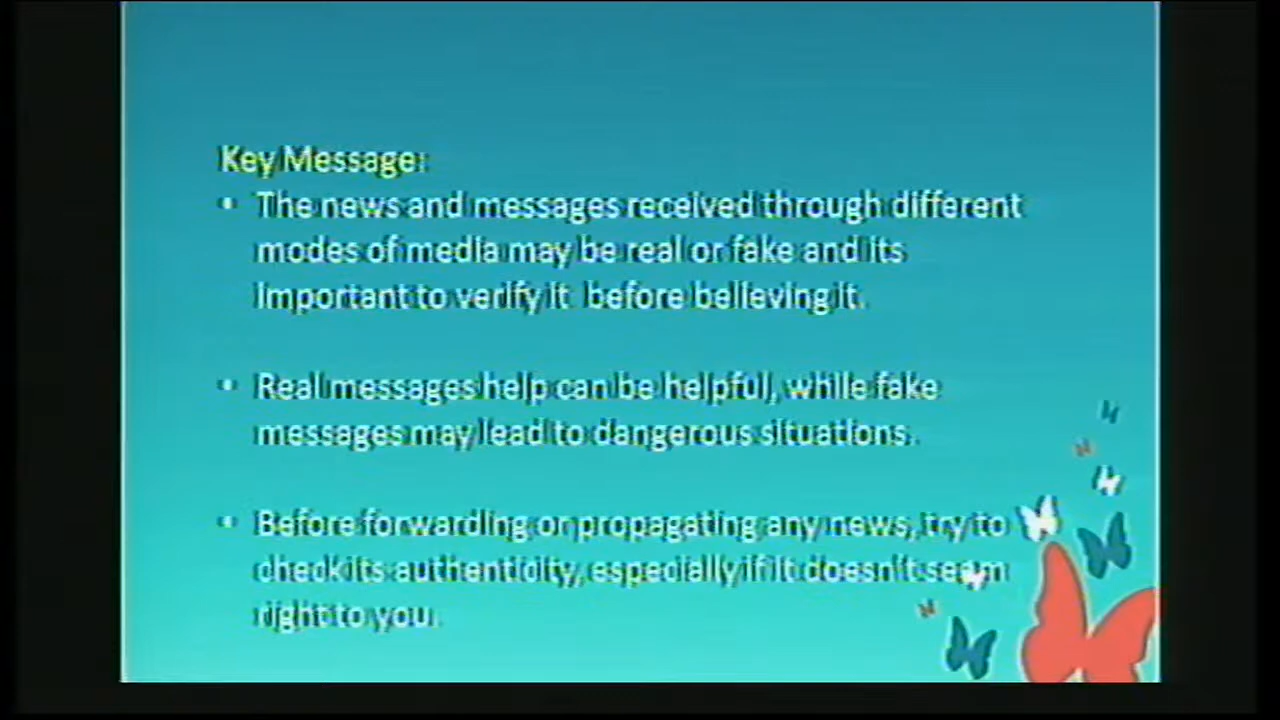 Key Message:
• The news and messages received through different
modes of media may be real or fake and its
important to verify it before believing it.
• Real messages help can be helpful, while fake
messages may lead to dangerous situations.
• Before forwarding or propagating any news, try to
check its authenticity, especially if it doesn't seem
right to you.